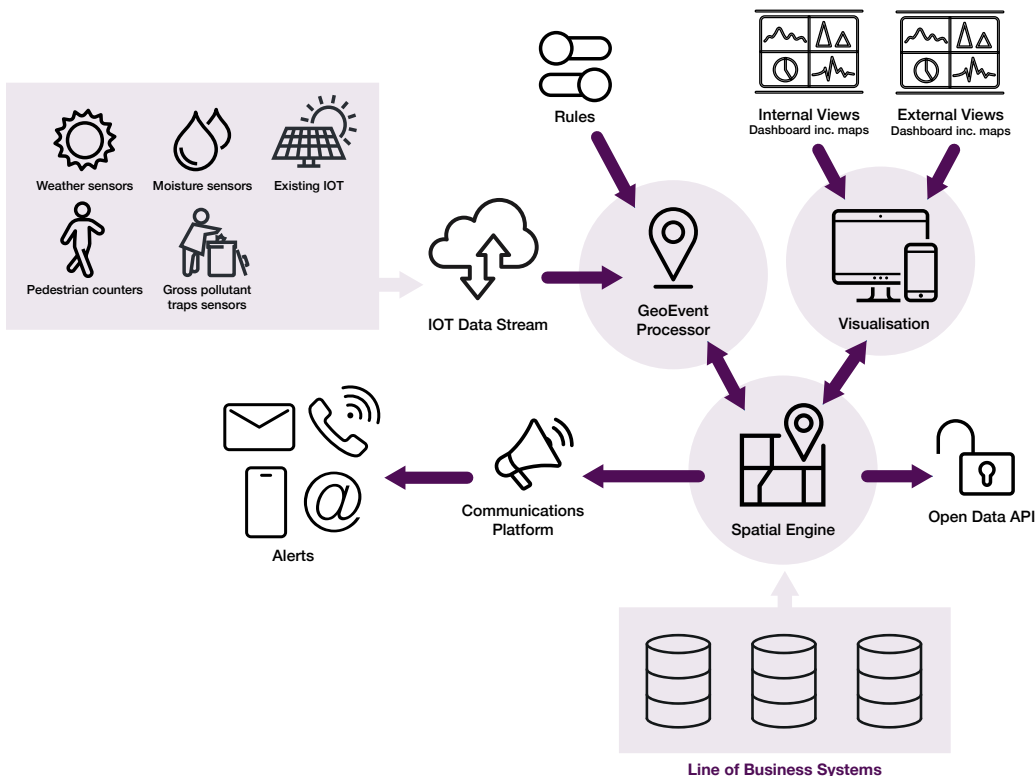 Rules
Internal Views
Dashboard inc. maps
External Views
Dashboard inc. maps
Weather sensors
Moisture sensors
Existing IOT
Pedestrian counters
Gross pollutant
traps sensors
IOT Data Stream
GeoEvent
Processor
Visualisation
@
Alerts
Communications
Platform
Spatial Engine
Open Data API
Line of Business Systems